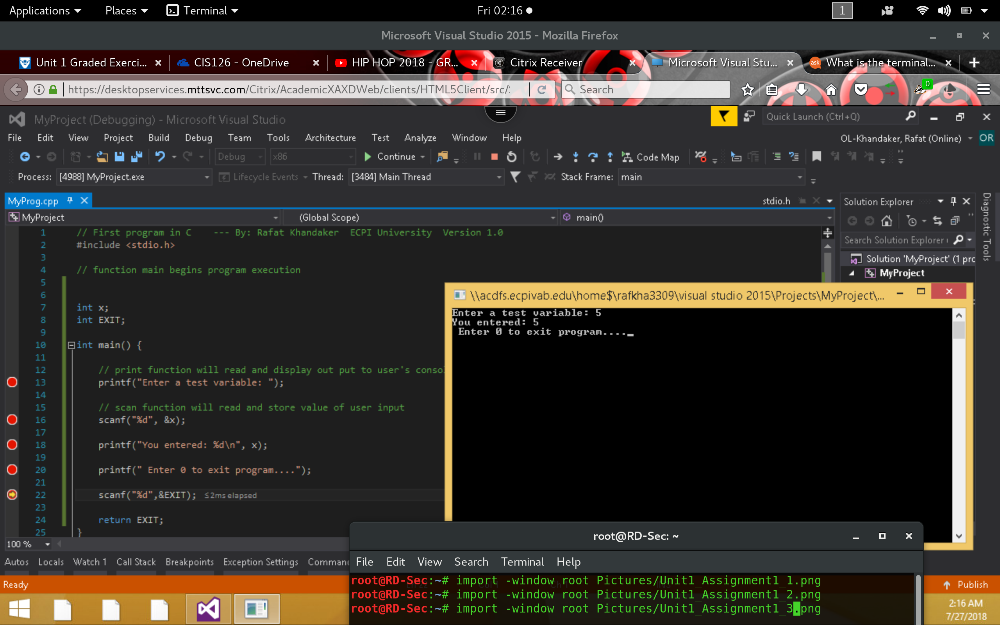 Applications Places Terminal Fri 02:16 1
Microsoft Visual Studio 2015 - Mozilla Firefox
Unit 1 Graded Exerci... CIS126 - OneDrive HIP HOP 2018 - GR... Citrix Receiver Microsoft Visual Stu... ask What is the terminal...
https://desktopservices.mttsvc.com/Citrix/AcademicXAXDWeb/clients/HTML5Client/src/ Search 0
MyProject (Debugging) - Microsoft Visual Studio Quick Launch (Ctrl+Q)
File Edit View Project Build Debug Team Tools Architecture Test Analyze Window Help OL-Khandaker, Rafat (Online) OR
Debug x86 Continue Code Map
Process: [4988] MyProject.exe Lifecycle Events Thread: [3484] Main Thread Stack Frame: main
MyProg.cpp stdio.h Solution Explorer
MyProject (Global Scope) main()
Search Solution Explorer
Solution 'MyProject' (1 prc
MyProject
Diagnostic Tools
1 // First program in C --- By: Rafat Khandaker ECPI University Version 1.0
2 #include <stdio.h>
3
4 // function main begins program execution
5
6
7 int x;
8 int EXIT;
9
10 int main() {
11
12 // print function will read and display out put to user's consol
13 printf("Enter a test variable: ");
14
15 // scan function will read and store value of user input
16 scanf("%d", &x);
17
18 printf("You entered: %d\n", x);
19
20 printf(" Enter 0 to exit program....");
21
22 scanf("%d",&EXIT); ≤2ms elapsed
23
24 return EXIT;
25 }
\\acdfs.ecpivab.edu\home$\rafkha3309\visual studio 2015\Projects\MyProject\...
Enter a test variable: 5
You entered: 5
Enter 0 to exit program...._
100 %
Autos Locals Watch 1 Call Stack Breakpoints Exception Settings Comman
Ready
root@RD-Sec: ~
File Edit View Search Terminal Help
root@RD-Sec:~# import -window root Pictures/Unit1_Assignment1_1.png
root@RD-Sec:~# import -window root Pictures/Unit1_Assignment1_2.png
root@RD-Sec:~# import -window root Pictures/Unit1_Assignment1_3.png
Publish
2:16 AM
7/27/2018